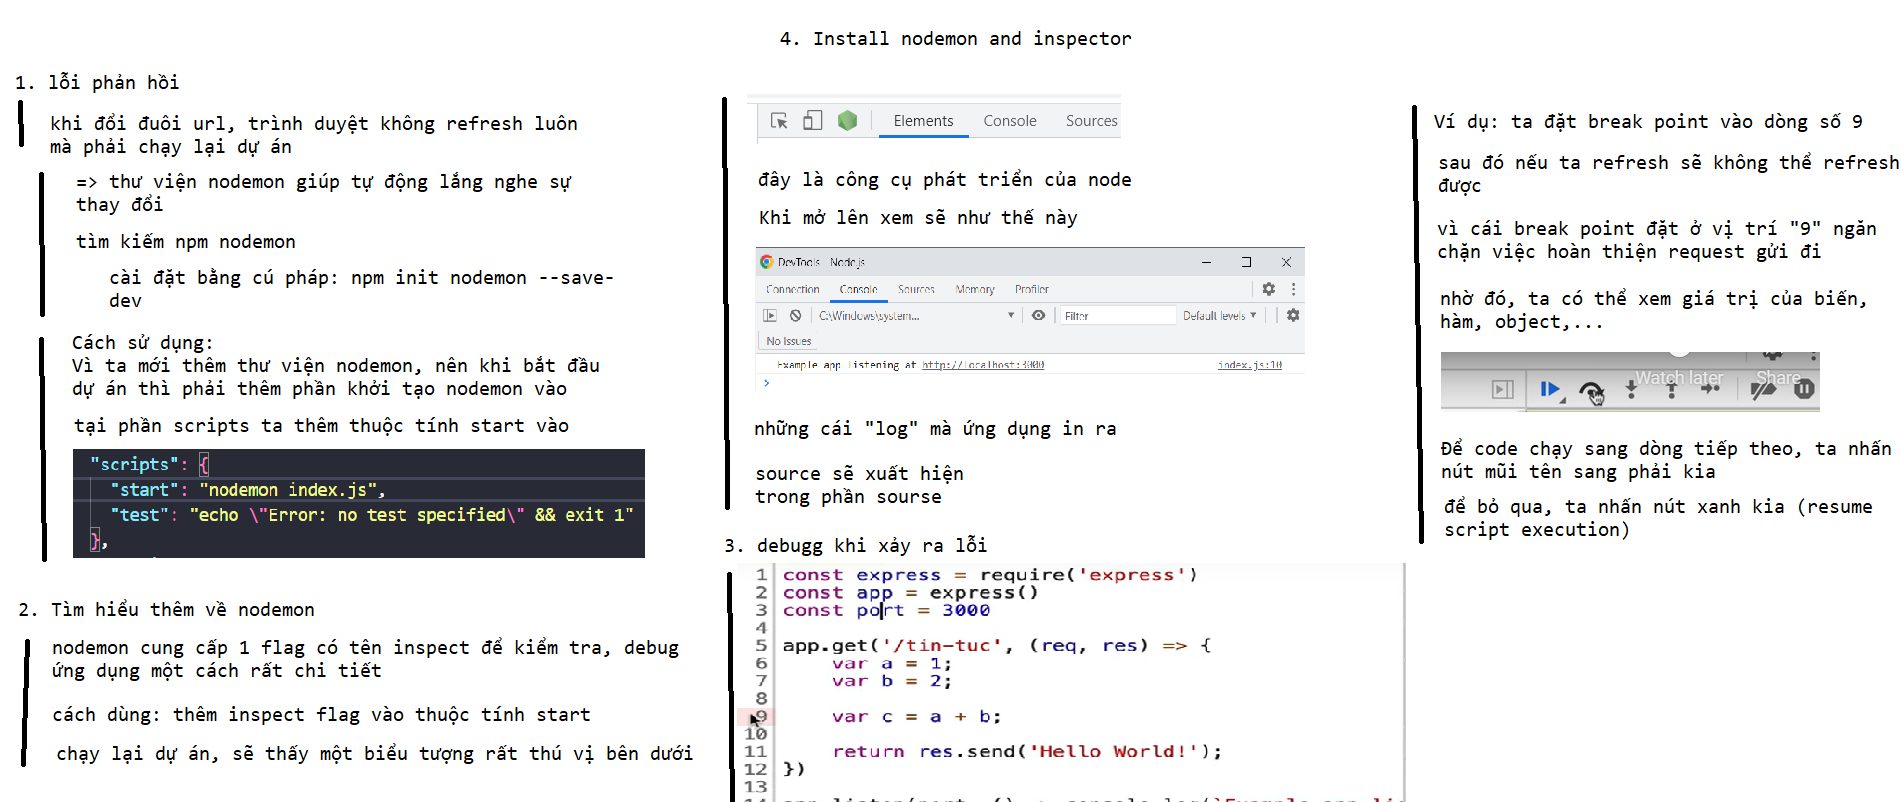 4. Install nodemon and inspector
1. lỗi phản hồi
khi đổi đuôi url, trình duyệt không refresh luôn
mà phải chạy lại dự án
=> thư viện nodemon giúp tự động lắng nghe sự
thay đổi
tìm kiếm npm nodemon
cài đặt bằng cú pháp: npm init nodemon --save-
dev
Cách sử dụng:
Vì ta mới thêm thư viện nodemon, nên khi bắt đầu
dự án thì phải thêm phần khởi tạo nodemon vào
tại phần scripts ta thêm thuộc tính start vào
"scripts": {
"start": "nodemon index.js",
"test": "echo \"Error: no test specified\" && exit 1"
},
2. Tìm hiểu thêm về nodemon
nodemon cung cấp 1 flag có tên inspect để kiểm tra, debug
ứng dụng một cách rất chi tiết
cách dùng: thêm inspect flag vào thuộc tính start
chạy lại dự án, sẽ thấy một biểu tượng rất thú vị bên dưới
Elements Console Sources
đây là công cụ phát triển của node
Khi mở lên xem sẽ như thế này
DevTools Node.js
Connection Console Sources Memory Profiler
C:\Windows\system... Filter Default levels
No Issues
Example app listening at http://localhost:3000 index.js:10
những cái "log" mà ứng dụng in ra
source sẽ xuất hiện
trong phần sourse
3. debugg khi xảy ra lỗi
1 const express = require('express')
2 const app = express()
3 const port = 3000
4
5 app.get('/tin-tuc', (req, res) => {
6 var a = 1;
7 var b = 2;
8
9 var c = a + b;
10
11 return res.send('Hello World!');
12 })
13
Ví dụ: ta đặt break point vào dòng số 9
sau đó nếu ta refresh sẽ không thể refresh
được
vì cái break point đặt ở vị trí "9" ngăn
chặn việc hoàn thiện request gửi đi
nhờ đó, ta có thể xem giá trị của biến,
hàm, object,...
Watch later Share
Để code chạy sang dòng tiếp theo, ta nhấn
nút mũi tên sang phải kia
để bỏ qua, ta nhấn nút xanh kia (resume
script execution)